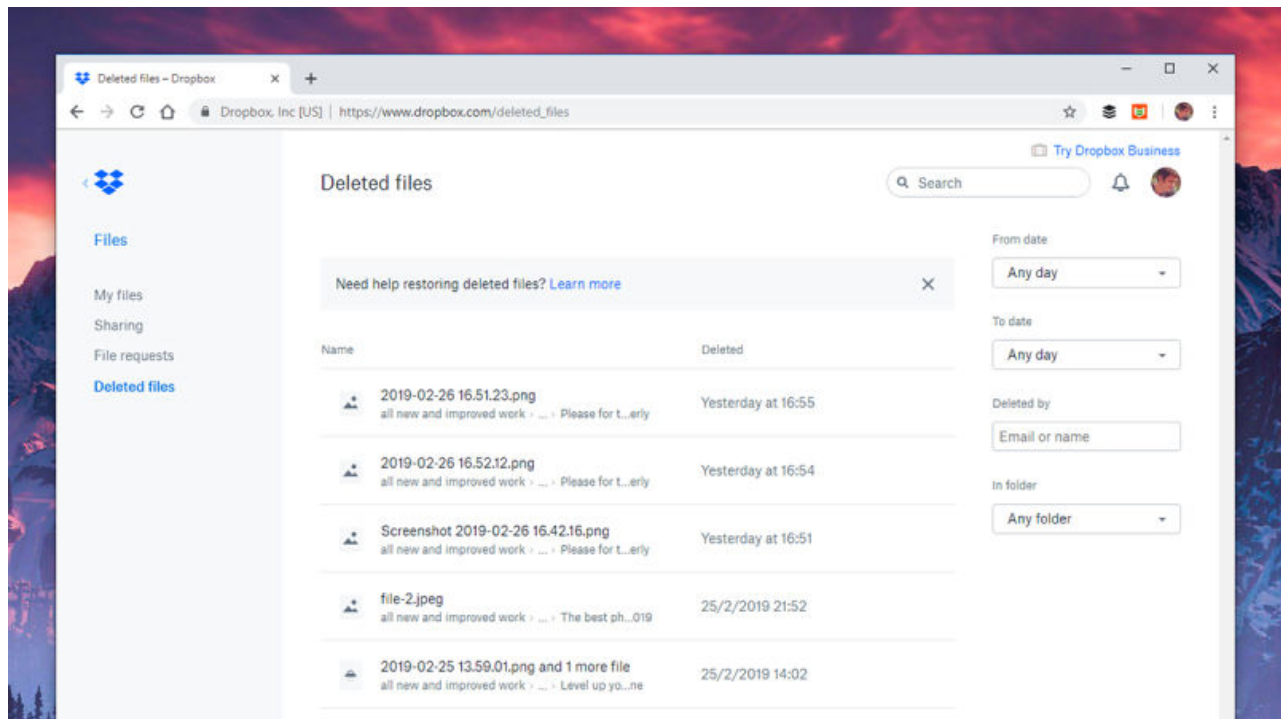 Deleted files – Dropbox
Dropbox, Inc [US] | https://www.dropbox.com/deleted_files
Try Dropbox Business
Deleted files
Search
Files
My files
Sharing
File requests
Deleted files
Need help restoring deleted files? Learn more
Name Deleted
2019-02-26 16.51.23.png
all new and improved work › ... › Please for t...erly
Yesterday at 16:55
2019-02-26 16.52.12.png
all new and improved work › ... › Please for t...erly
Yesterday at 16:54
Screenshot 2019-02-26 16.42.16.png
all new and improved work › ... › Please for t...erly
Yesterday at 16:51
file-2.jpeg
all new and improved work › ... › The best ph...019
25/2/2019 21:52
2019-02-25 13.59.01.png and 1 more file
all new and improved work › ... › Level up yo...ne
25/2/2019 14:02
From date
Any day
To date
Any day
Deleted by
Email or name
In folder
Any folder